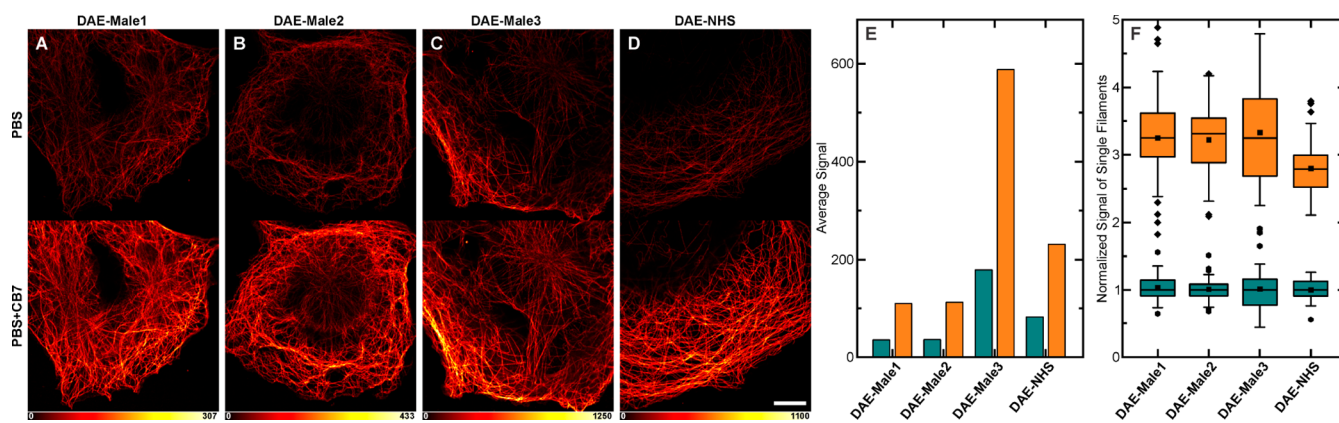 DAE-Male1
DAE-Male2
DAE-Male3
DAE-NHS
A
B
C
D
PBS
PBS+CB7
0 307
0 433
0 1250
0 1100
E
Average Signal
600
400
200
0
DAE-Male1
DAE-Male2
DAE-Male3
DAE-NHS
F
Normalized Signal of Single Filaments
5
4
3
2
1
0
DAE-Male1
DAE-Male2
DAE-Male3
DAE-NHS